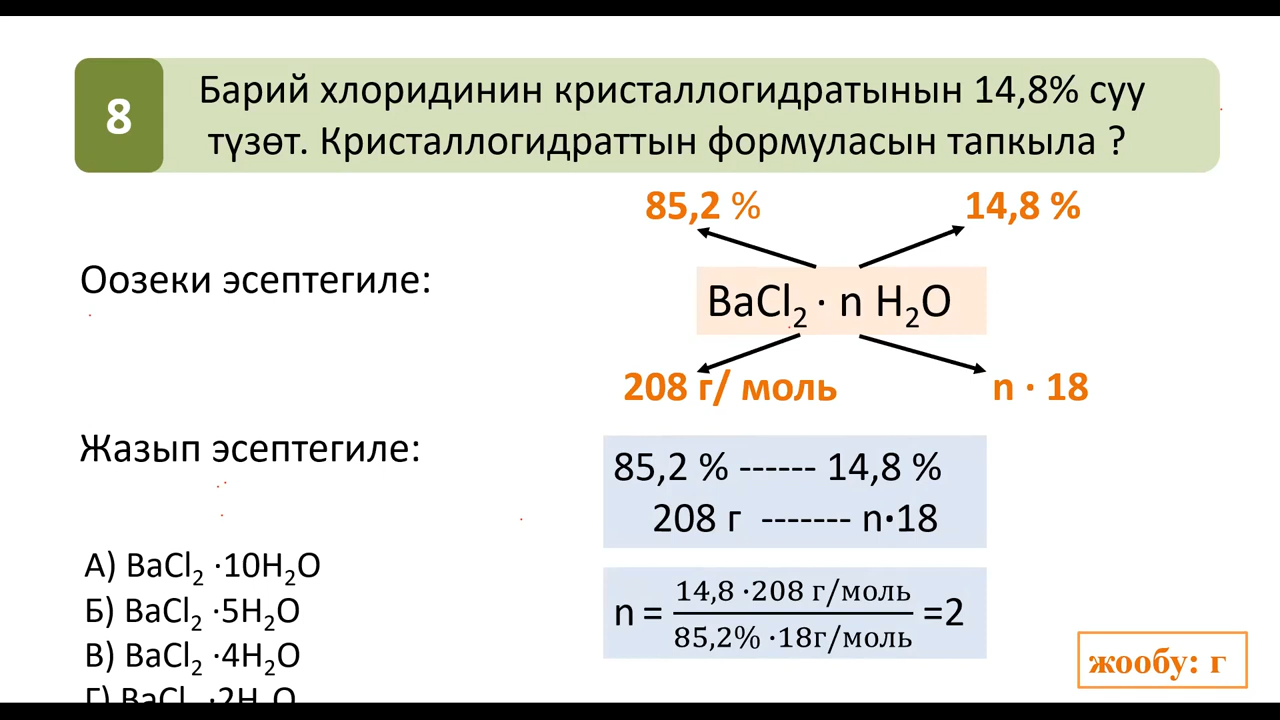 8
Барий хлоридинин кристаллогидратынын 14,8% суу
түзөт. Кристаллогидраттын формуласын тапкыла ?
85,2 %
14,8 %
Оозеки эсептегиле:
BaCl₂ · n H₂O
208 г/ моль
n · 18
Жазып эсептегиле:
85,2 % ------ 14,8 %
208 г ------- n·18
А) BaCl₂ ·10H₂O
Б) BaCl₂ ·5H₂O
В) BaCl₂ ·4H₂O
Г) BaCl₂ ·2H₂O
n = 14,8 ·208 г/моль / 85,2% ·18г/моль =2
жообу: г